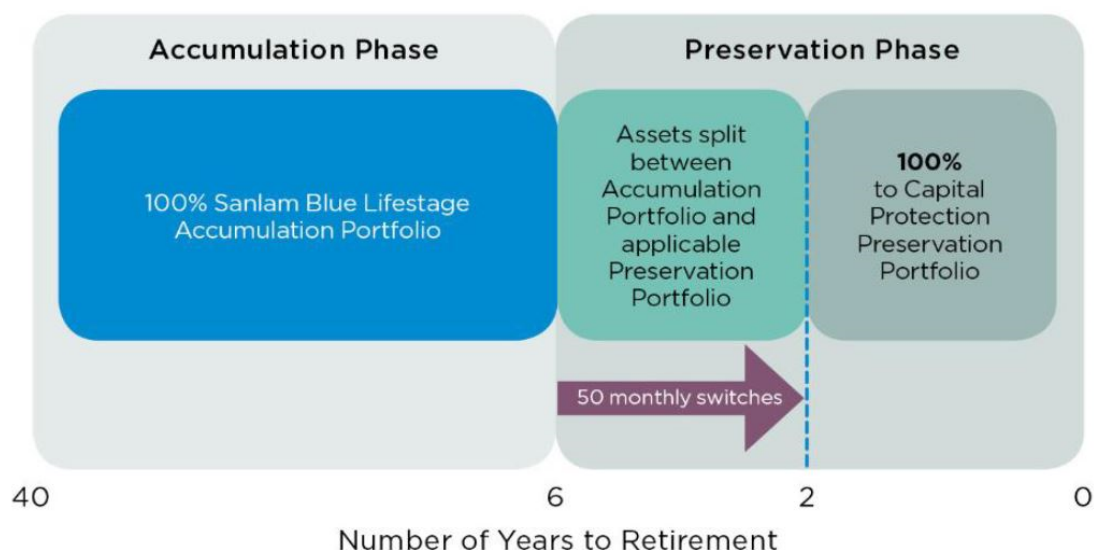 Accumulation Phase
Preservation Phase
100% Sanlam Blue Lifestage
Accumulation Portfolio
Assets split
between
Accumulation
Portfolio and
applicable
Preservation
Portfolio
100%
to Capital
Protection
Preservation
Portfolio
50 monthly switches
40
6
2
0
Number of Years to Retirement